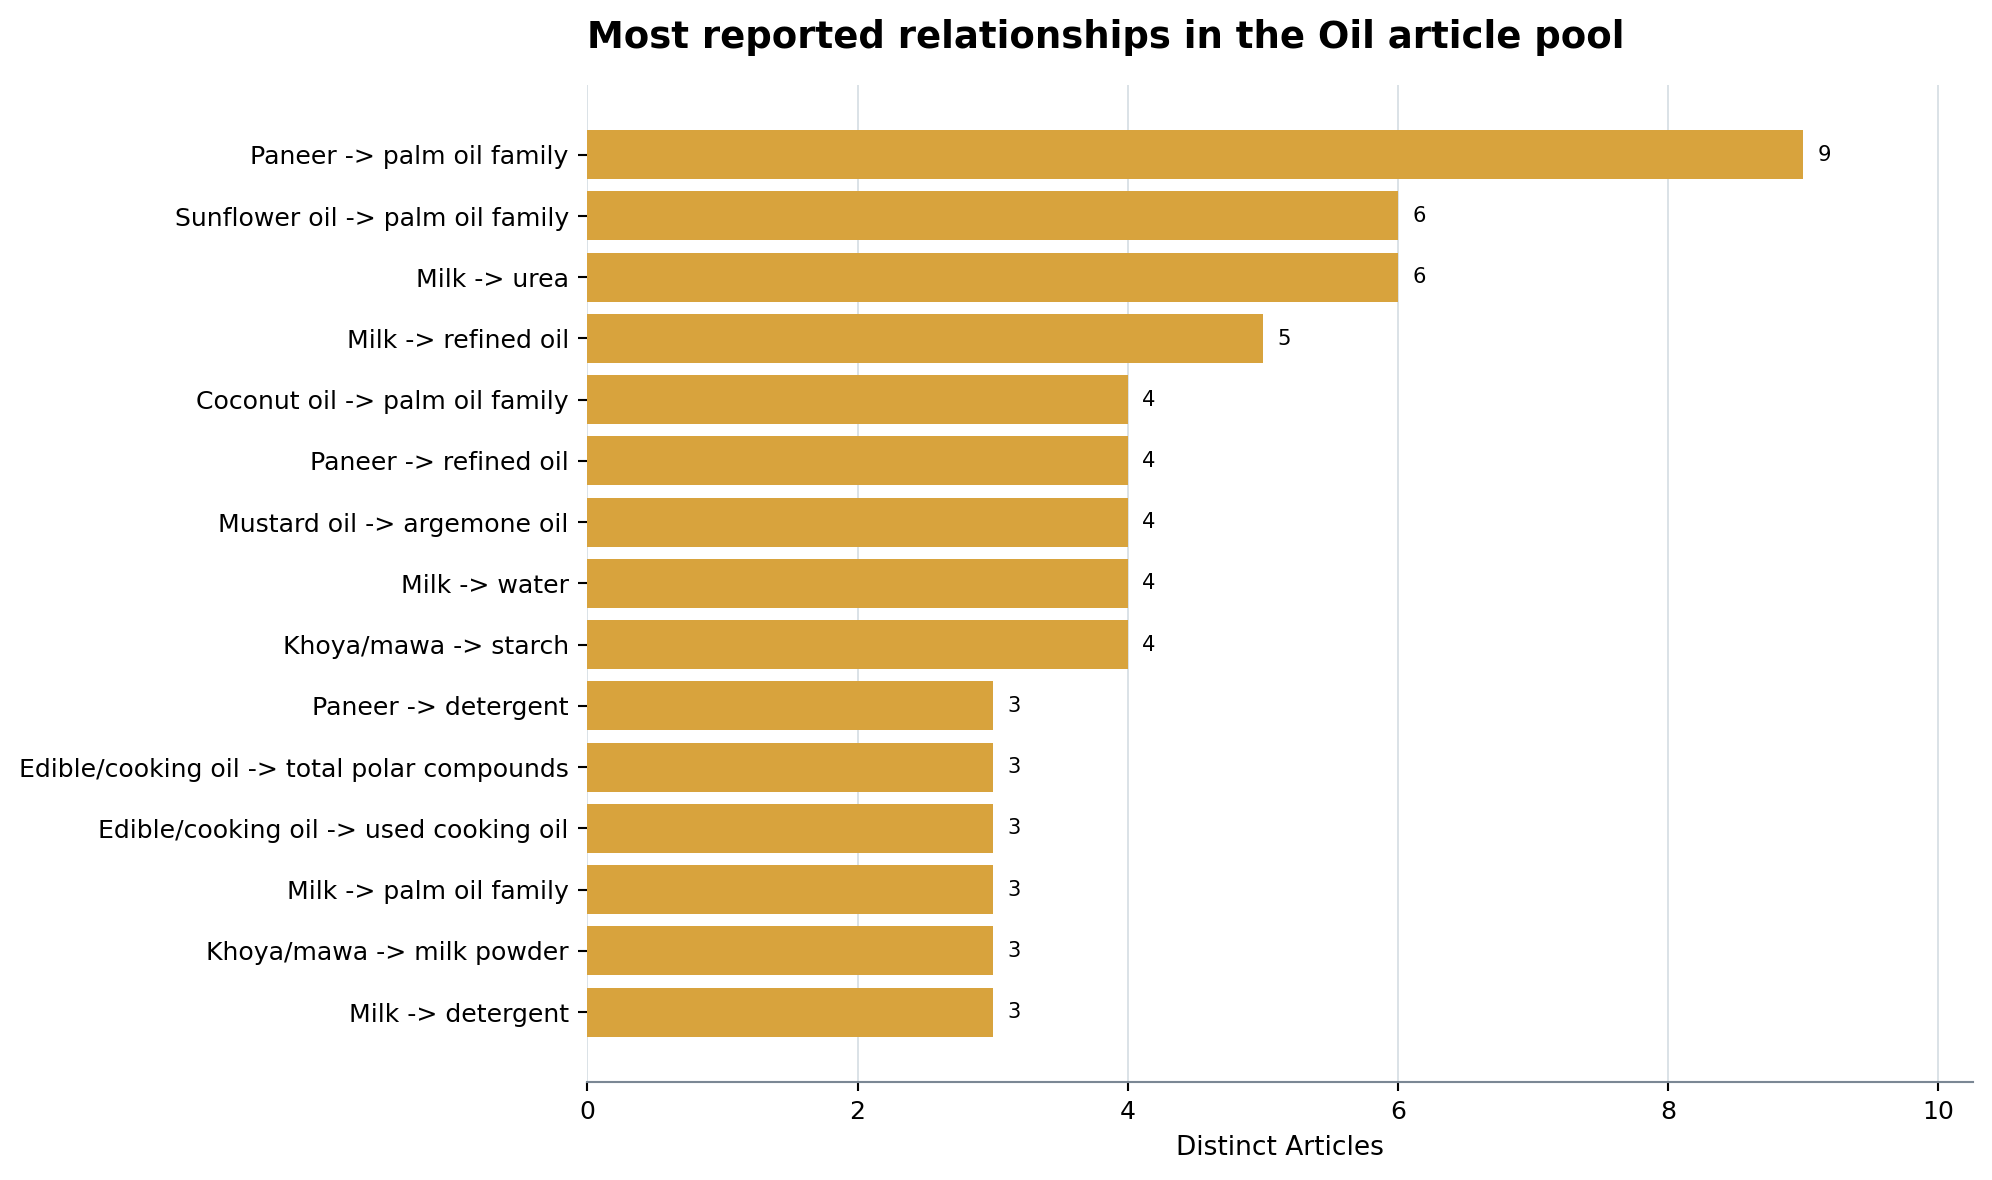 Most reported relationships in the Oil article pool
Paneer -> palm oil family 9
Sunflower oil -> palm oil family 6
Milk -> urea 6
Milk -> refined oil 5
Coconut oil -> palm oil family 4
Paneer -> refined oil 4
Mustard oil -> argemone oil 4
Milk -> water 4
Khoya/mawa -> starch 4
Paneer -> detergent 3
Edible/cooking oil -> total polar compounds 3
Edible/cooking oil -> used cooking oil 3
Milk -> palm oil family 3
Khoya/mawa -> milk powder 3
Milk -> detergent 3
0 2 4 6 8 10
Distinct Articles